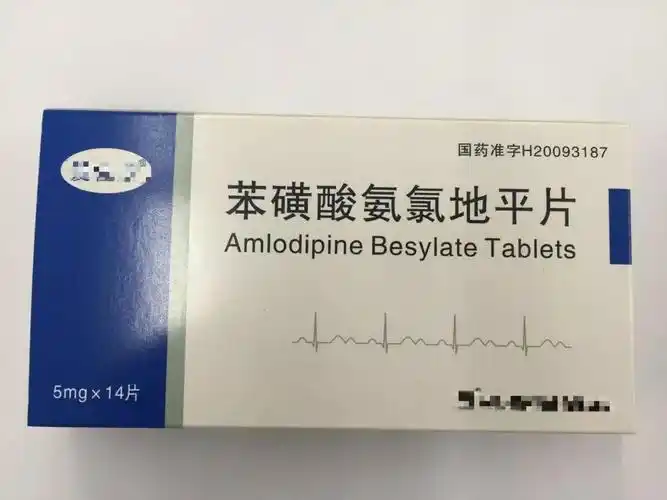 国药准字H20093187
苯磺酸氨氯地平片
Amlodipine Besylate Tablets
5mg×14片